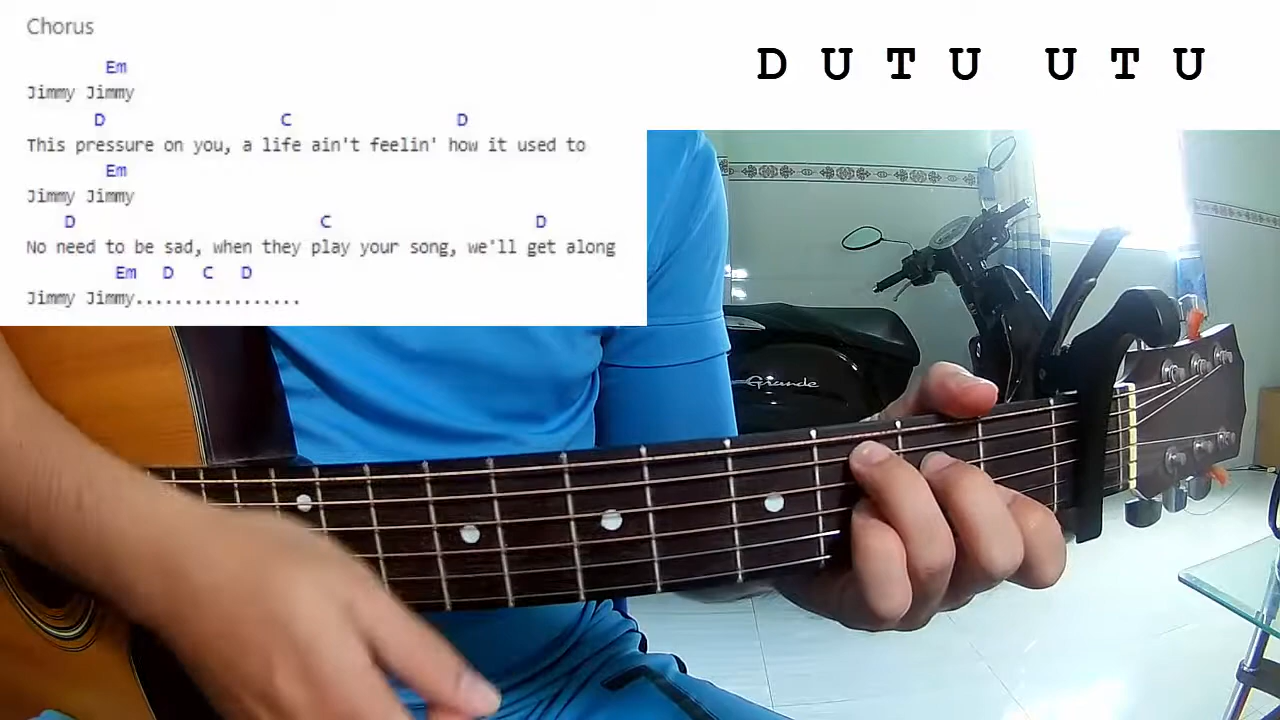 Chorus
Em
Jimmy Jimmy
D C D
This pressure on you, a life ain't feelin' how it used to
Em
Jimmy Jimmy
D C D
No need to be sad, when they play your song, we'll get along
Em D C D
Jimmy Jimmy.................
D U T U U T U
Grande